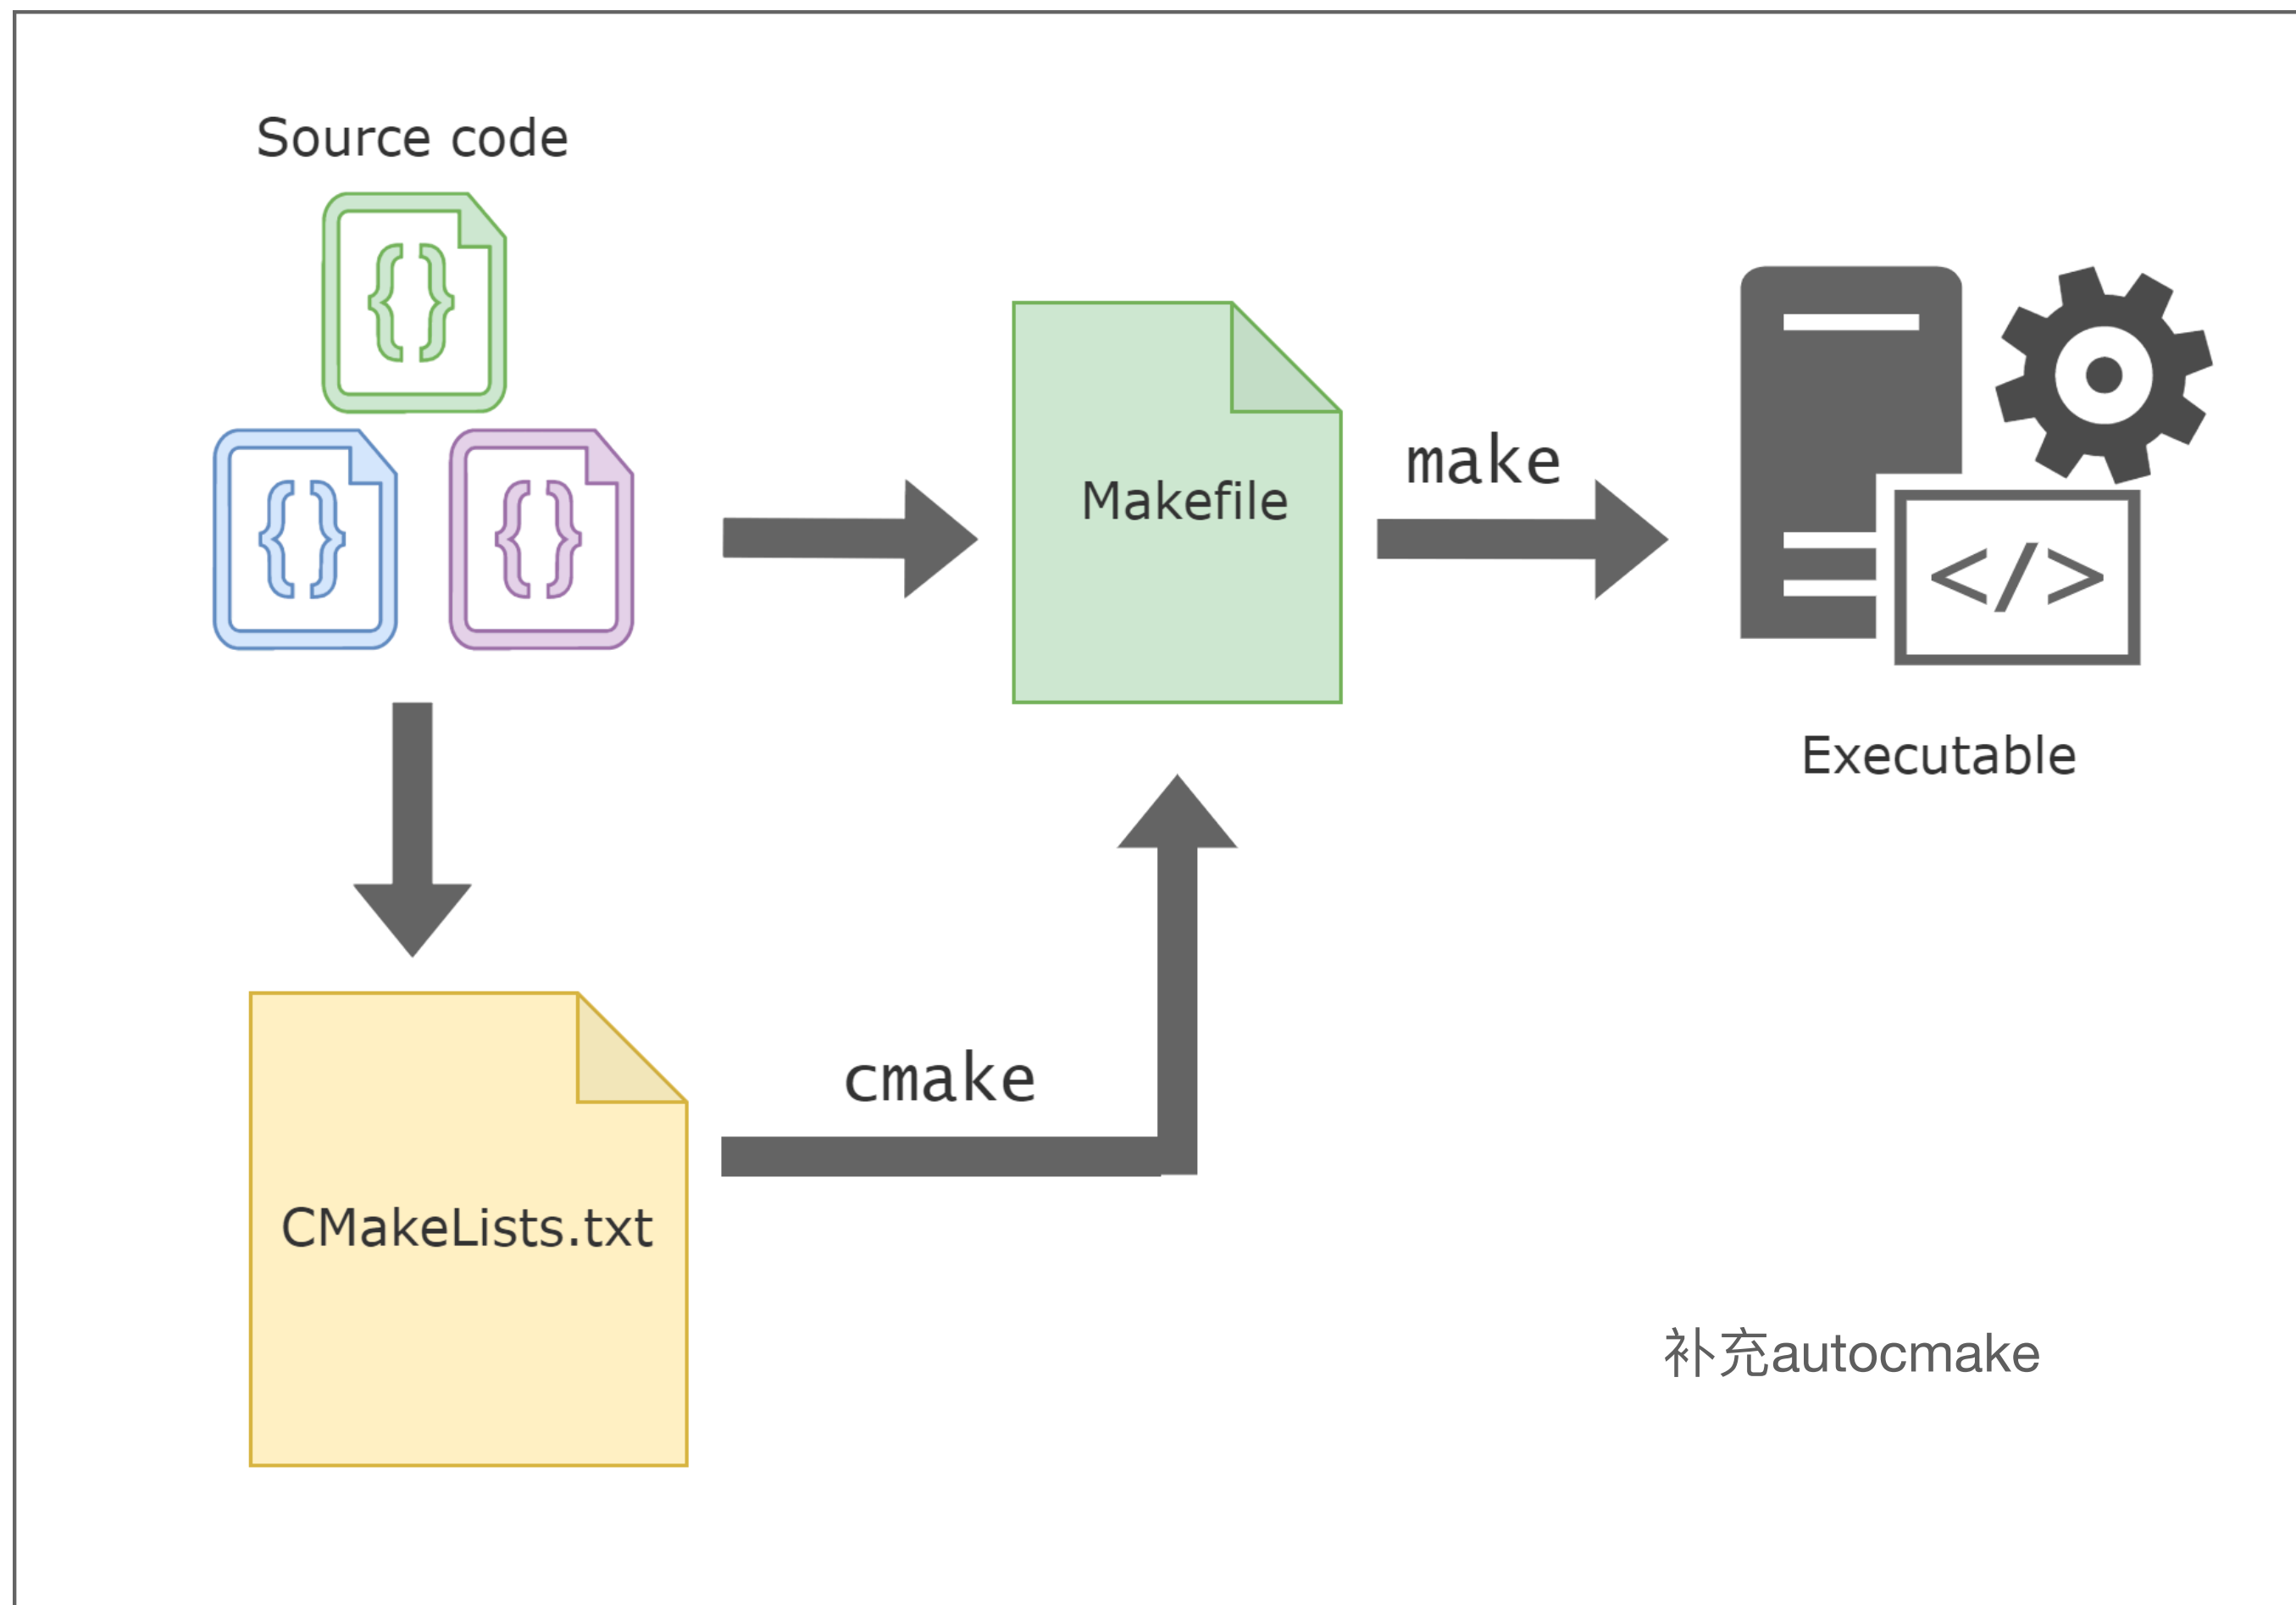 Source code
Makefile
make
</>
Executable
cmake
CMakeLists.txt
补充autocmake